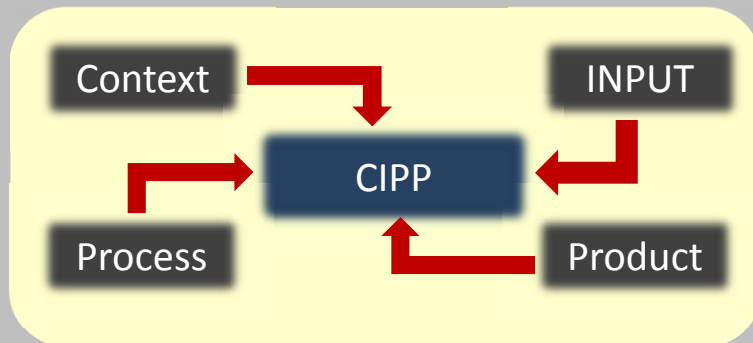 Context
INPUT
CIPP
Process
Product